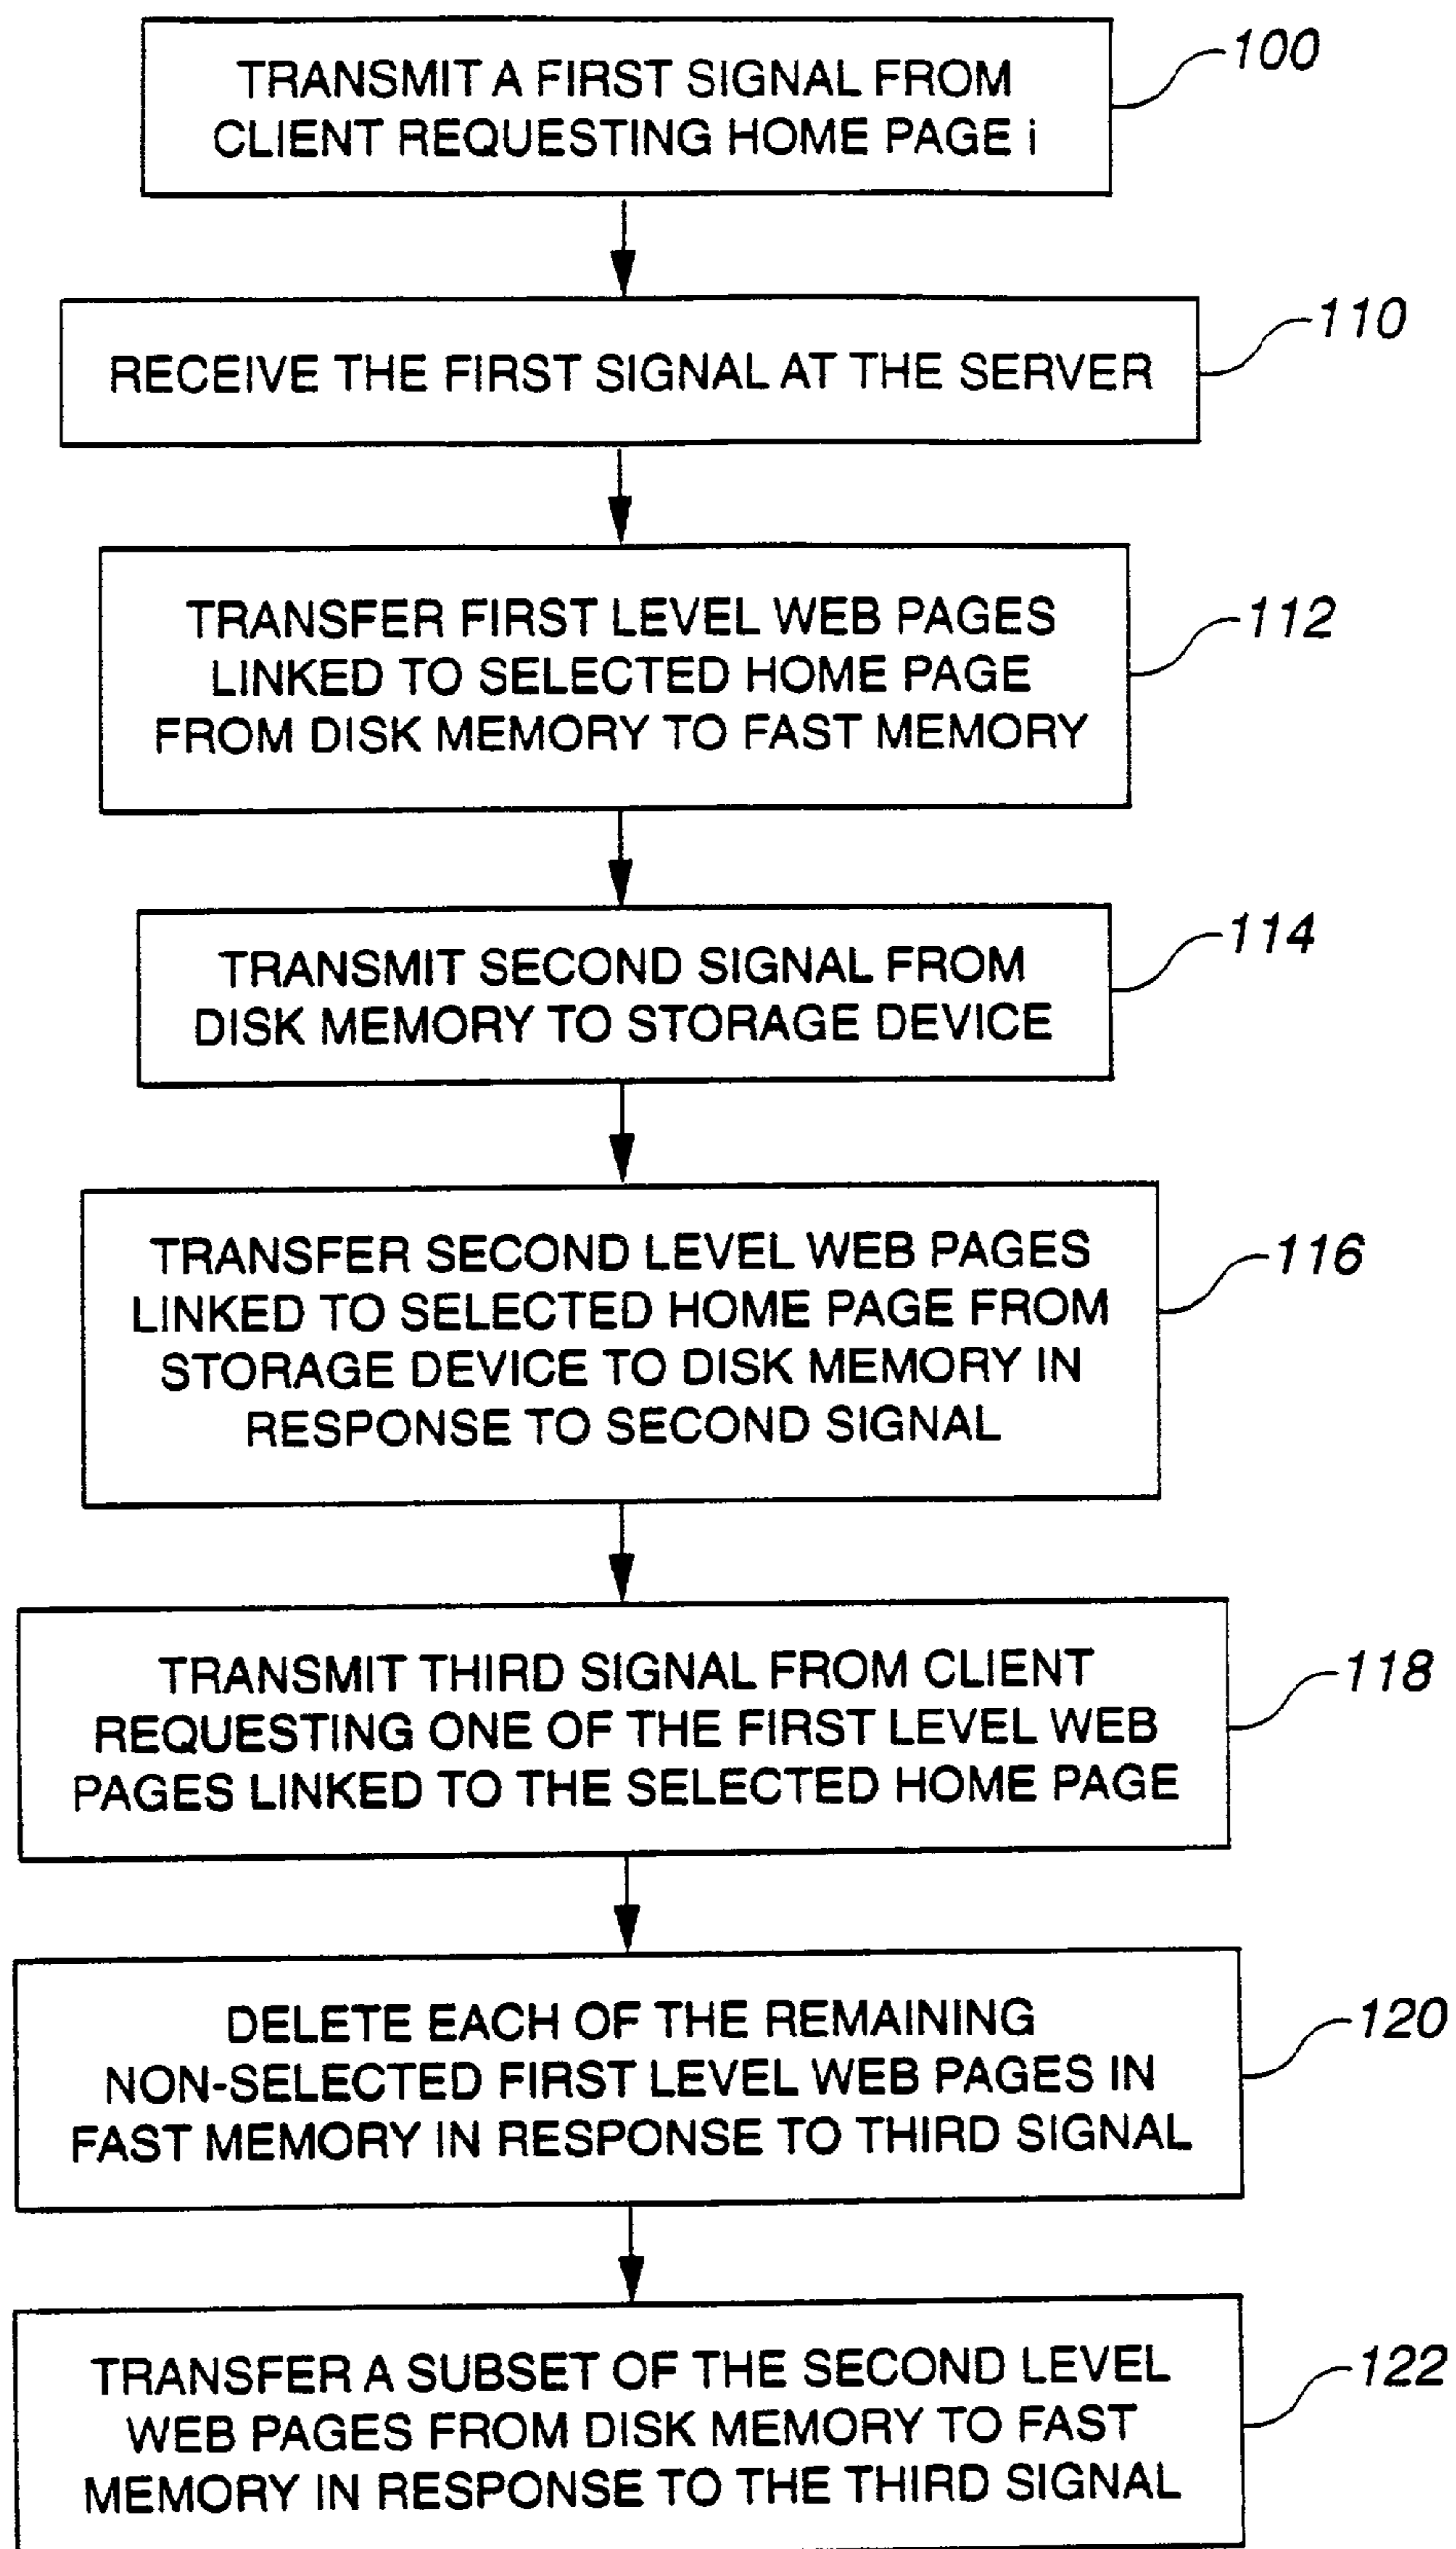 TRANSMIT A FIRST SIGNAL FROM
CLIENT REQUESTING HOME PAGE i
100
RECEIVE THE FIRST SIGNAL AT THE SERVER
110
TRANSFER FIRST LEVEL WEB PAGES
LINKED TO SELECTED HOME PAGE
FROM DISK MEMORY TO FAST MEMORY
112
TRANSMIT SECOND SIGNAL FROM
DISK MEMORY TO STORAGE DEVICE
114
TRANSFER SECOND LEVEL WEB PAGES
LINKED TO SELECTED HOME PAGE FROM
STORAGE DEVICE TO DISK MEMORY IN
RESPONSE TO SECOND SIGNAL
116
TRANSMIT THIRD SIGNAL FROM CLIENT
REQUESTING ONE OF THE FIRST LEVEL WEB
PAGES LINKED TO THE SELECTED HOME PAGE
118
DELETE EACH OF THE REMAINING
NON-SELECTED FIRST LEVEL WEB PAGES IN
FAST MEMORY IN RESPONSE TO THIRD SIGNAL
120
TRANSFER A SUBSET OF THE SECOND LEVEL
WEB PAGES FROM DISK MEMORY TO FAST
MEMORY IN RESPONSE TO THE THIRD SIGNAL
122